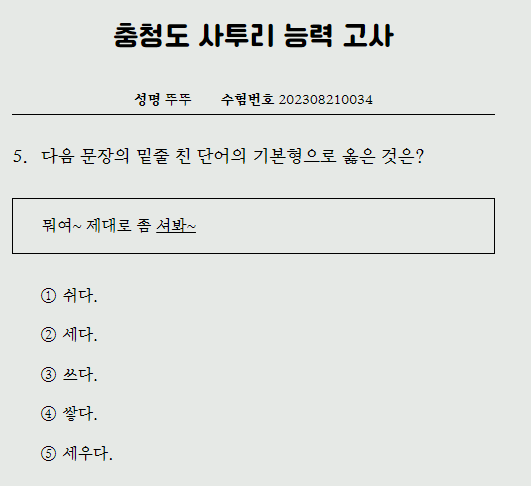 충청도 사투리 능력 고사
성명 뚜뚜 수험번호 202308210034
5. 다음 문장의 밑줄 친 단어의 기본형으로 옳은 것은?
뭐여~ 제대로 좀 셔봐~
① 쉬다.
② 세다.
③ 쓰다.
④ 쌓다.
⑤ 세우다.